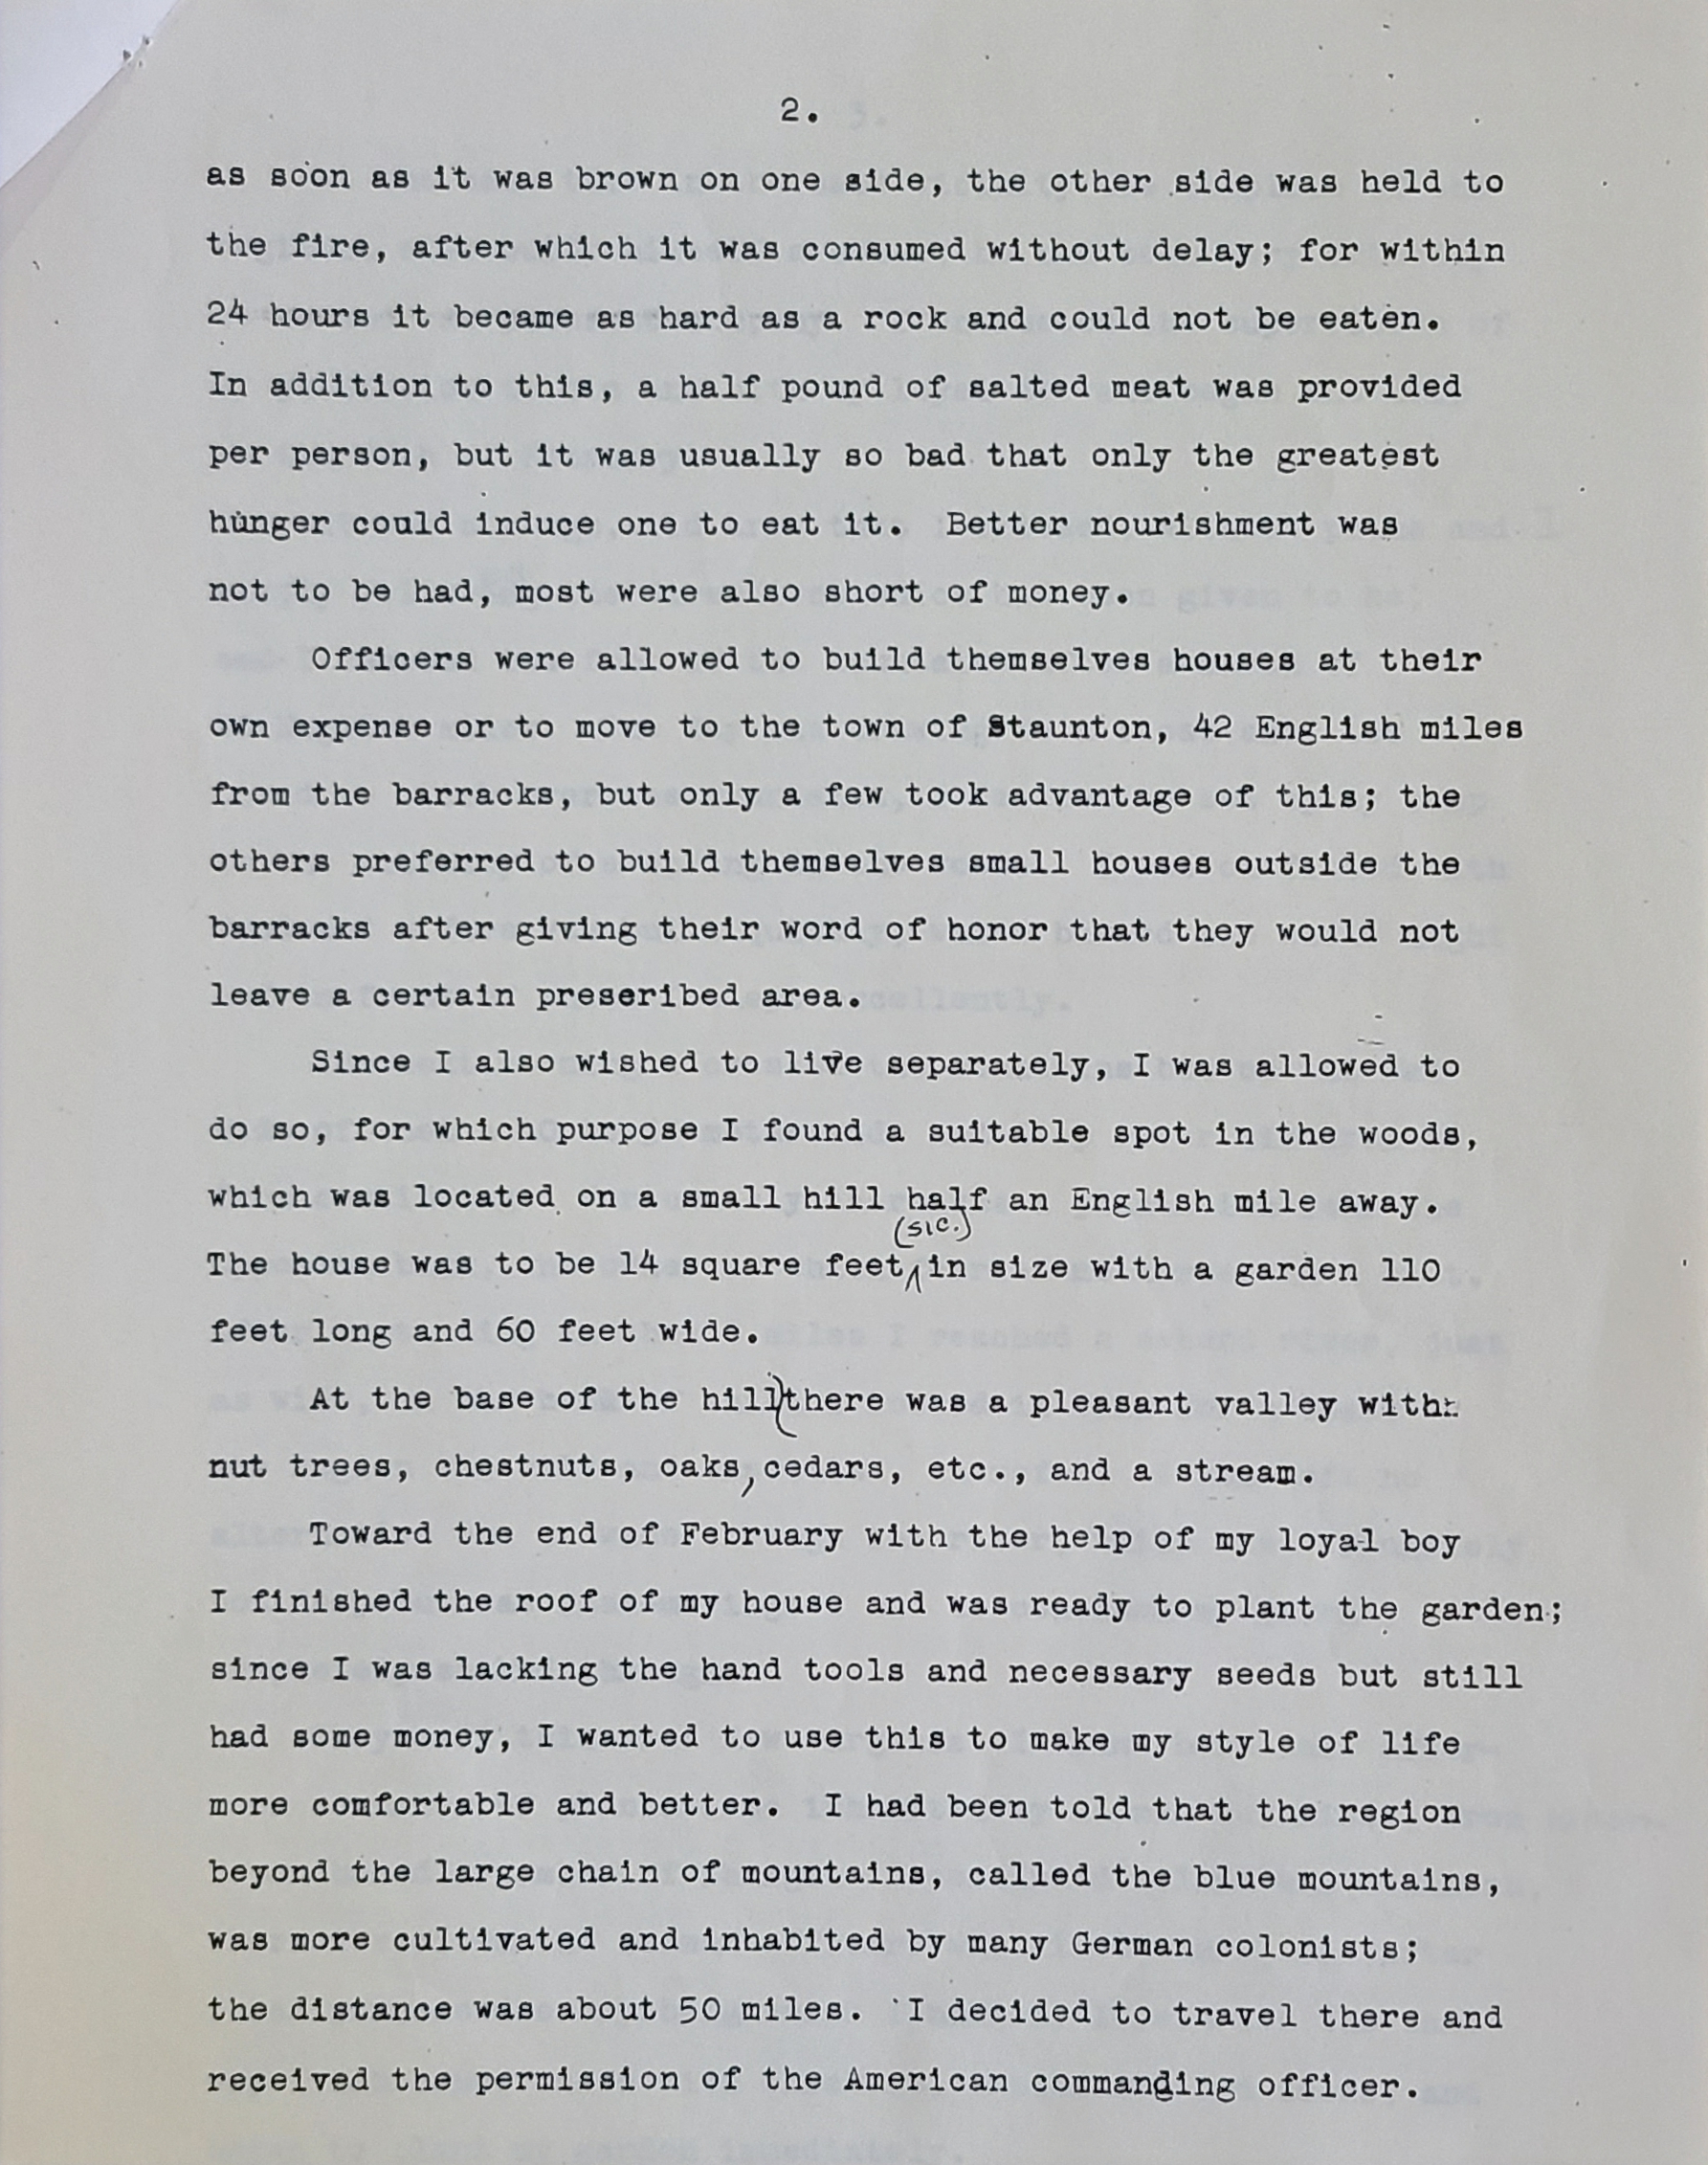 2.
as soon as it was brown on one side, the other side was held to
the fire, after which it was consumed without delay; for within
24 hours it became as hard as a rock and could not be eaten.
In addition to this, a half pound of salted meat was provided
per person, but it was usually so bad that only the greatest
hunger could induce one to eat it. Better nourishment was
not to be had, most were also short of money.
Officers were allowed to build themselves houses at their
own expense or to move to the town of Staunton, 42 English miles
from the barracks, but only a few took advantage of this; the
others preferred to build themselves small houses outside the
barracks after giving their word of honor that they would not
leave a certain preseribed area.
Since I also wished to live separately, I was allowed to
do so, for which purpose I found a suitable spot in the woods,
which was located on a small hill half an English mile away.
(sic.)
The house was to be 14 square feet in size with a garden 110
feet long and 60 feet wide.
At the base of the hill there was a pleasant valley with
nut trees, chestnuts, oaks, cedars, etc., and a stream.
Toward the end of February with the help of my loyal boy
I finished the roof of my house and was ready to plant the garden;
since I was lacking the hand tools and necessary seeds but still
had some money, I wanted to use this to make my style of life
more comfortable and better. I had been told that the region
beyond the large chain of mountains, called the blue mountains,
was more cultivated and inhabited by many German colonists;
the distance was about 50 miles. I decided to travel there and
received the permission of the American commanding officer.